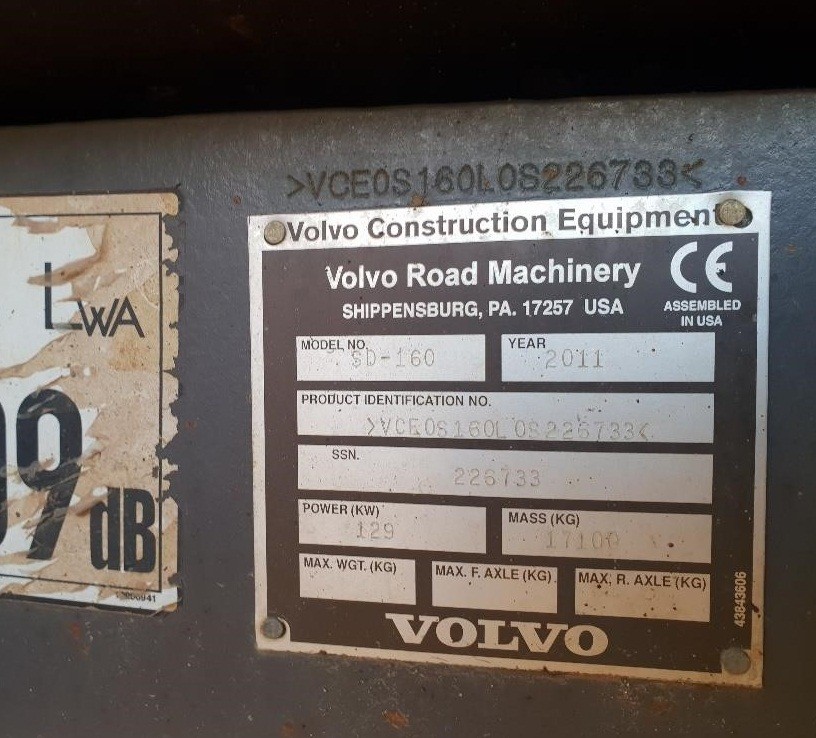 >VCE0S160L0S226733<
LWA
09
dB
Volvo Construction Equipment
Volvo Road Machinery
SHIPPENSBURG, PA. 17257 USA
CE
ASSEMBLED
IN USA
MODEL NO.
SD-160
YEAR
2011
PRODUCT IDENTIFICATION NO.
>VCE0S160L0S226733<
SSN.
226733
POWER (KW)
129
MASS (KG)
17100
MAX. WGT. (KG)
MAX. F. AXLE (KG)
MAX. R. AXLE (KG)
43843606
VOLVO